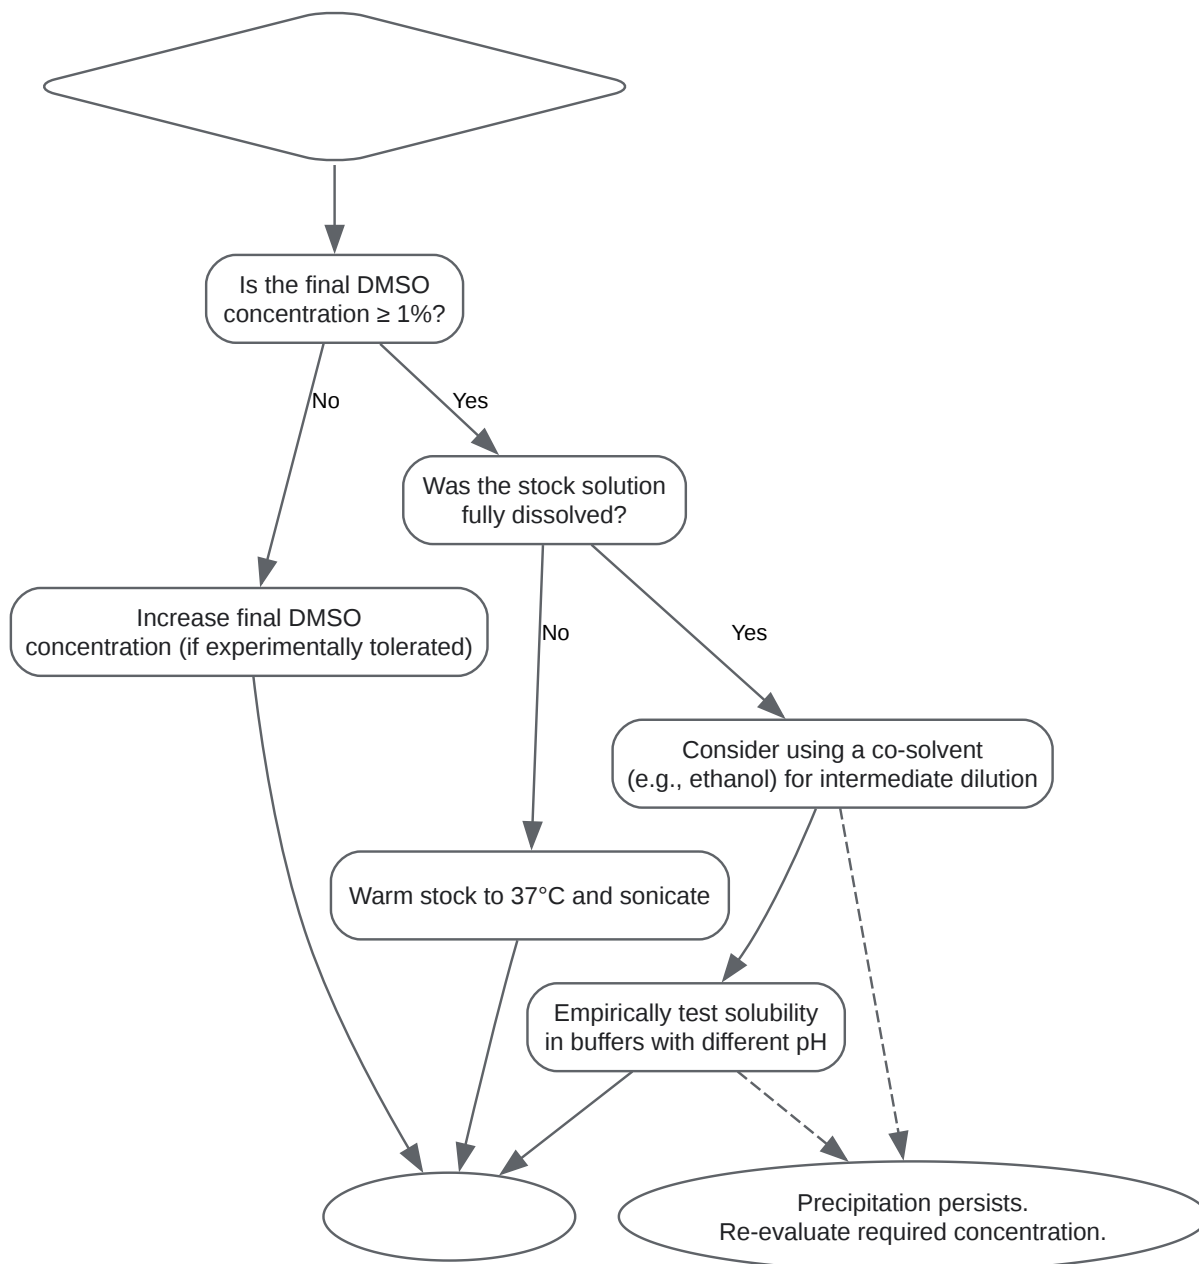 Is the final DMSO
concentration ≥ 1%?
No
Yes
Was the stock solution
fully dissolved?
Increase final DMSO
concentration (if experimentally tolerated)
No
Yes
Consider using a co-solvent
(e.g., ethanol) for intermediate dilution
Warm stock to 37°C and sonicate
Empirically test solubility
in buffers with different pH
Precipitation persists.
Re-evaluate required concentration.